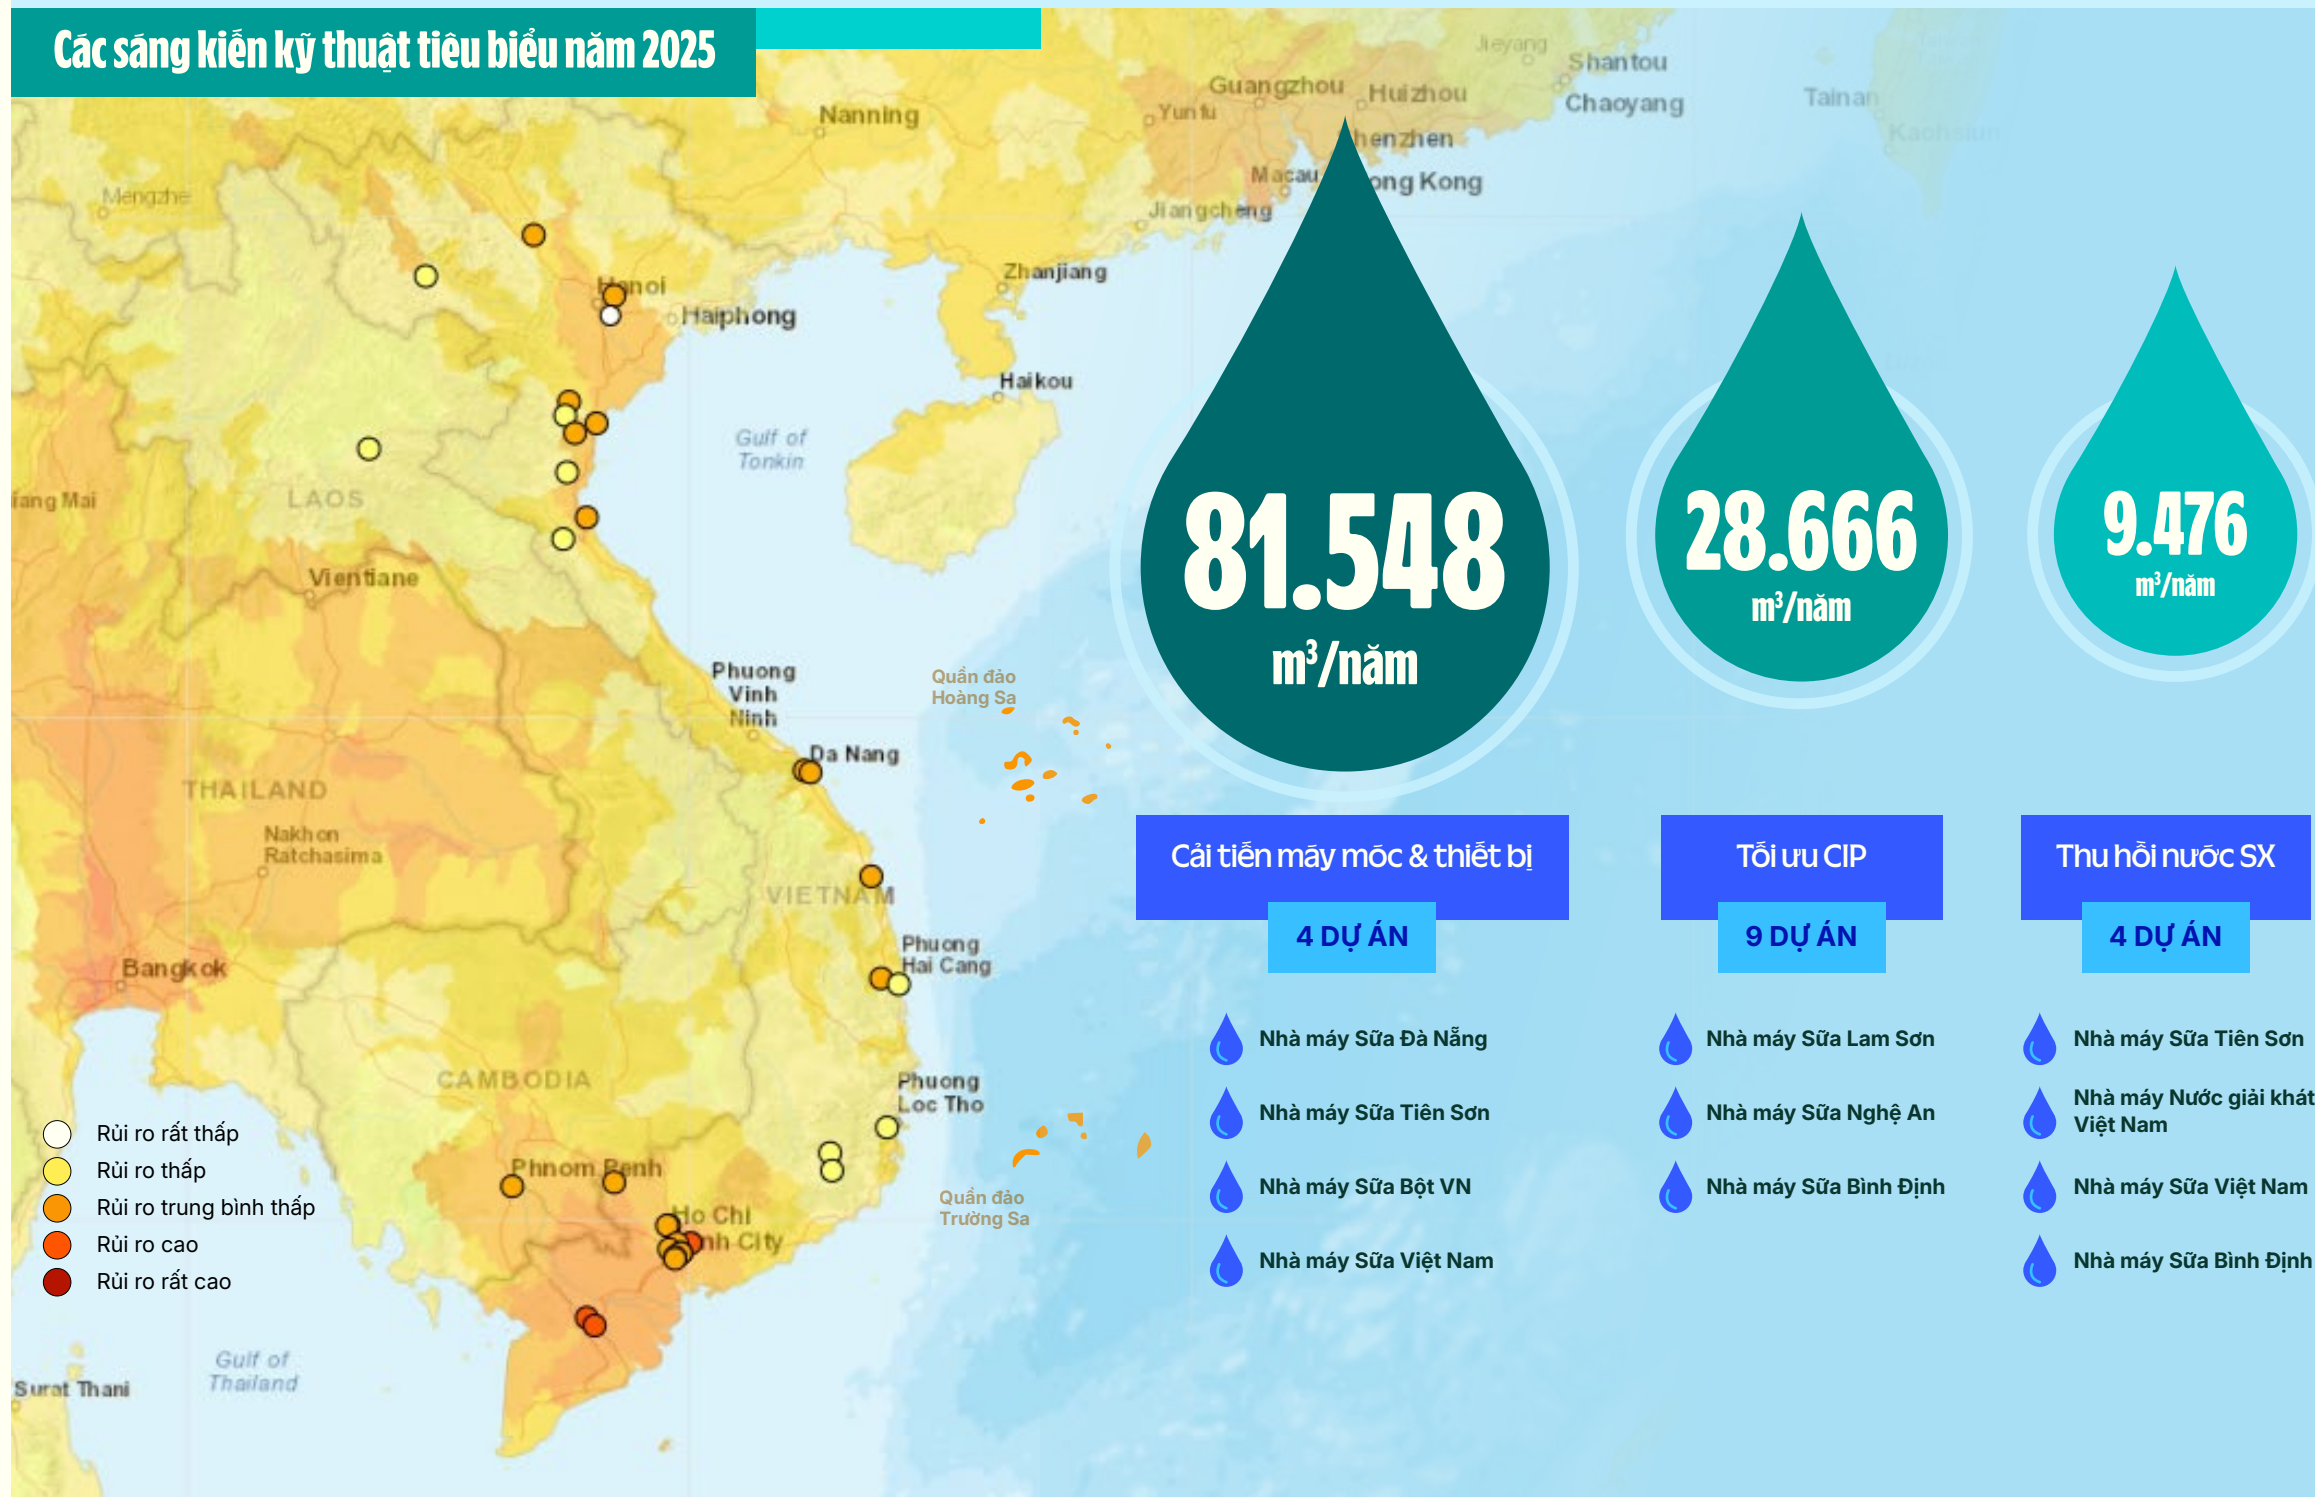 Các sáng kiến kỹ thuật tiêu biểu năm 2025
Jieyang
Shantou
Guangzhou
Huizhou
Chaoyang
Tainan
Nanning
Yunfu
Macau
Jiangcheng
Mengzhe
Hanoi
Haiphong
Zhanjiang
Haikou
Gulf of
Tonkin
LAOS
Vientiane
Phuong
Vinh
Ninh
Quần đảo
Hoàng Sa
Da Nang
THAILAND
Nakhon
Ratchasima
VIETNAM
Phuong
Hai Cang
Bangkok
CAMBODIA
Phuong
Loc Tho
Phnom Penh
Quần đảo
Trường Sa
Ho Chi
City
Gulf of
Thailand
Surat Thani
Rủi ro rất thấp
Rủi ro thấp
Rủi ro trung bình thấp
Rủi ro cao
Rủi ro rất cao
81.548
m³/năm
Cải tiến máy móc & thiết bị
4 DỰ ÁN
Nhà máy Sữa Đà Nẵng
Nhà máy Sữa Tiên Sơn
Nhà máy Sữa Bột VN
Nhà máy Sữa Việt Nam
28.666
m³/năm
Tối ưu CIP
9 DỰ ÁN
Nhà máy Sữa Lam Sơn
Nhà máy Sữa Nghệ An
Nhà máy Sữa Bình Định
9.476
m³/năm
Thu hồi nước SX
4 DỰ ÁN
Nhà máy Sữa Tiên Sơn
Nhà máy Nước giải khát
Việt Nam
Nhà máy Sữa Việt Nam
Nhà máy Sữa Bình Định